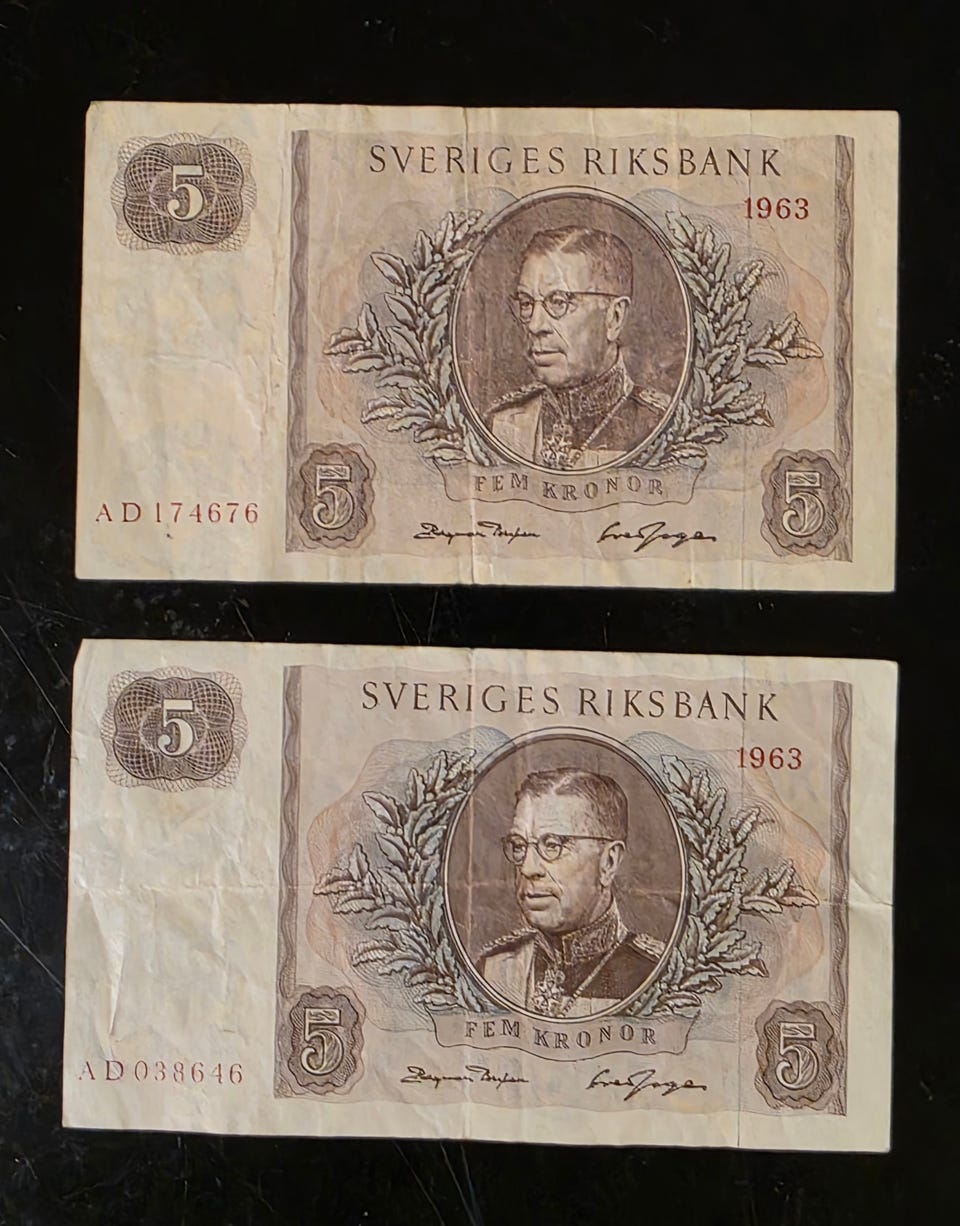 5
SVERIGES RIKSBANK
1963
FEM KRONOR
5
5
AD174676
5
SVERIGES RIKSBANK
1963
FEM KRONOR
5
5
AD038646